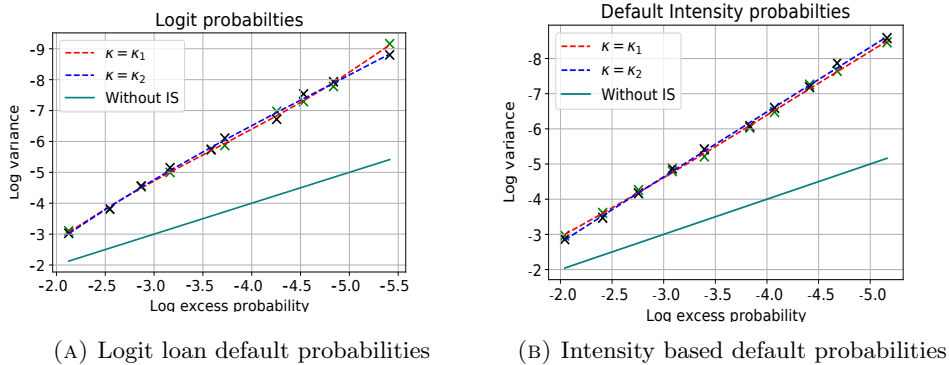 Logit probabilties
Log variance
-9
-8
-7
-6
-5
-4
-3
-2
κ = κ₁
κ = κ₂
Without IS
-2.0 -2.5 -3.0 -3.5 -4.0 -4.5 -5.0 -5.5
Log excess probability
(A) Logit loan default probabilities
Default Intensity probabilties
Log variance
-8
-7
-6
-5
-4
-3
-2
κ = κ₁
κ = κ₂
Without IS
-2.0 -2.5 -3.0 -3.5 -4.0 -4.5 -5.0
Log excess probability
(B) Intensity based default probabilities